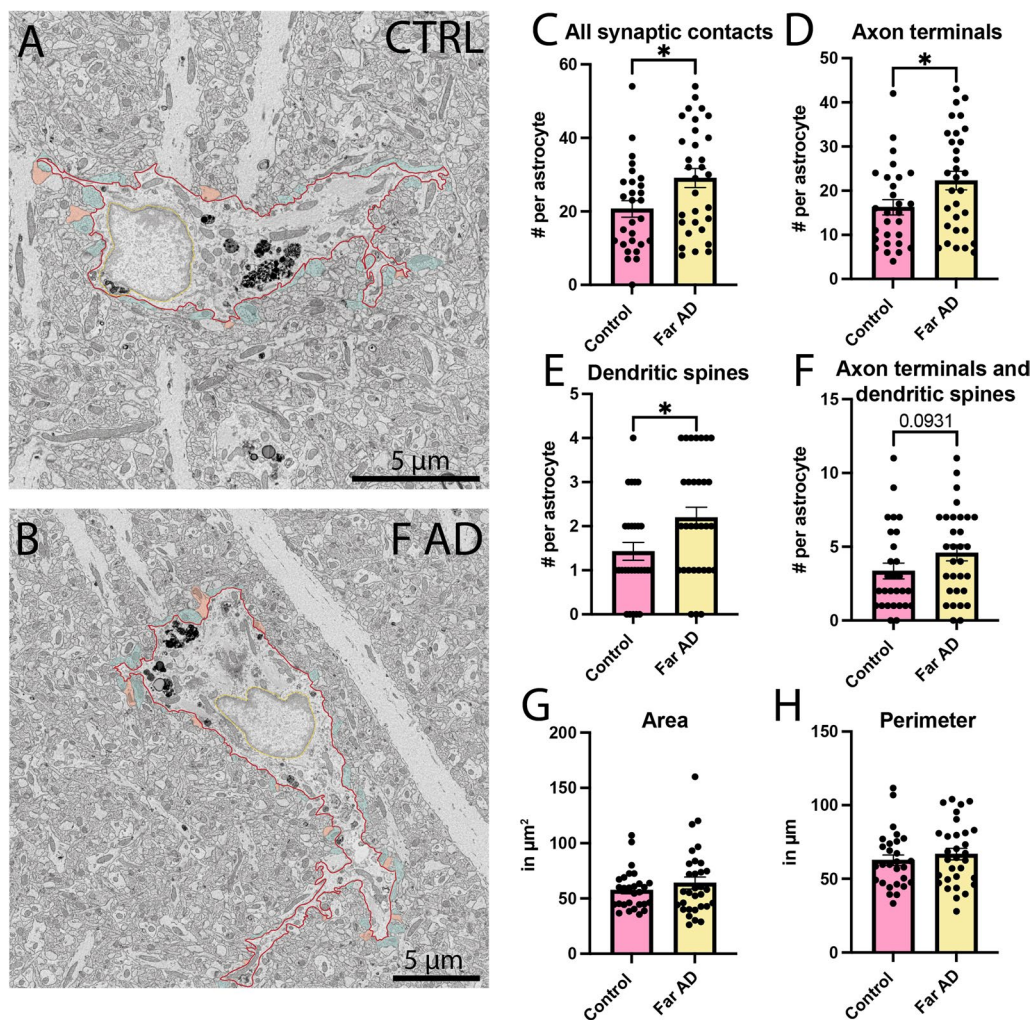 A
CTRL
5 µm
B
F AD
5 µm
C
All synaptic contacts
*
# per astrocyte
60
40
20
0
Control
Far AD
D
Axon terminals
*
# per astrocyte
50
40
30
20
10
0
Control
Far AD
E
Dendritic spines
*
# per astrocyte
5
4
3
2
1
0
Control
Far AD
F
Axon terminals and
dendritic spines
0.0931
# per astrocyte
15
10
5
0
Control
Far AD
G
Area
in µm²
200
150
100
50
0
Control
Far AD
H
Perimeter
in µm
150
100
50
0
Control
Far AD